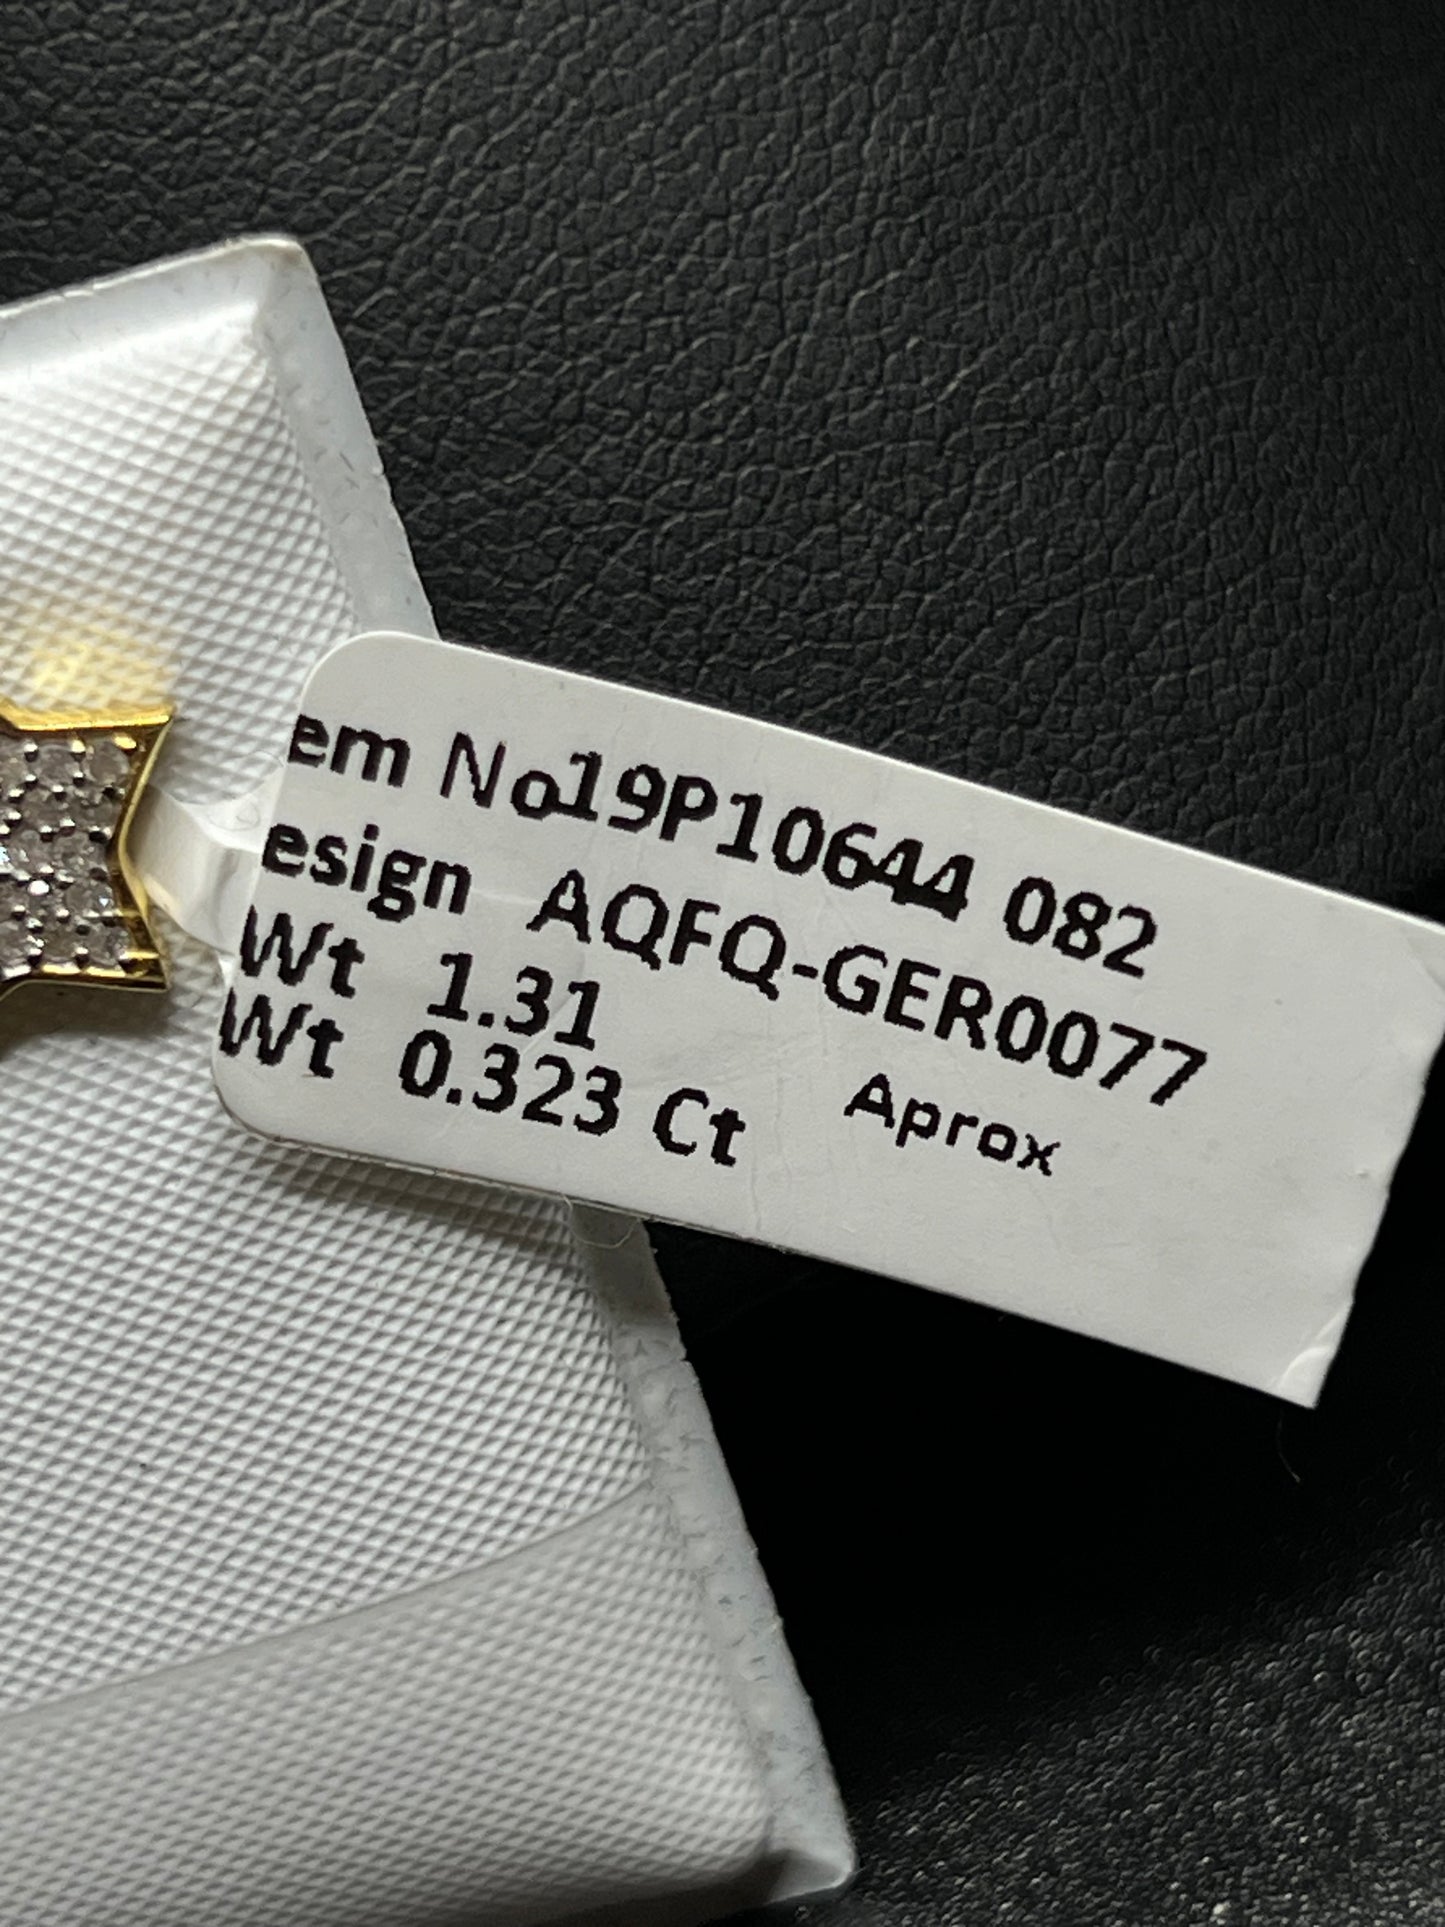 em No19P10644 082
esign AQFQ-GER0077
Wt 1.31
Wt 0.323 Ct Aprox